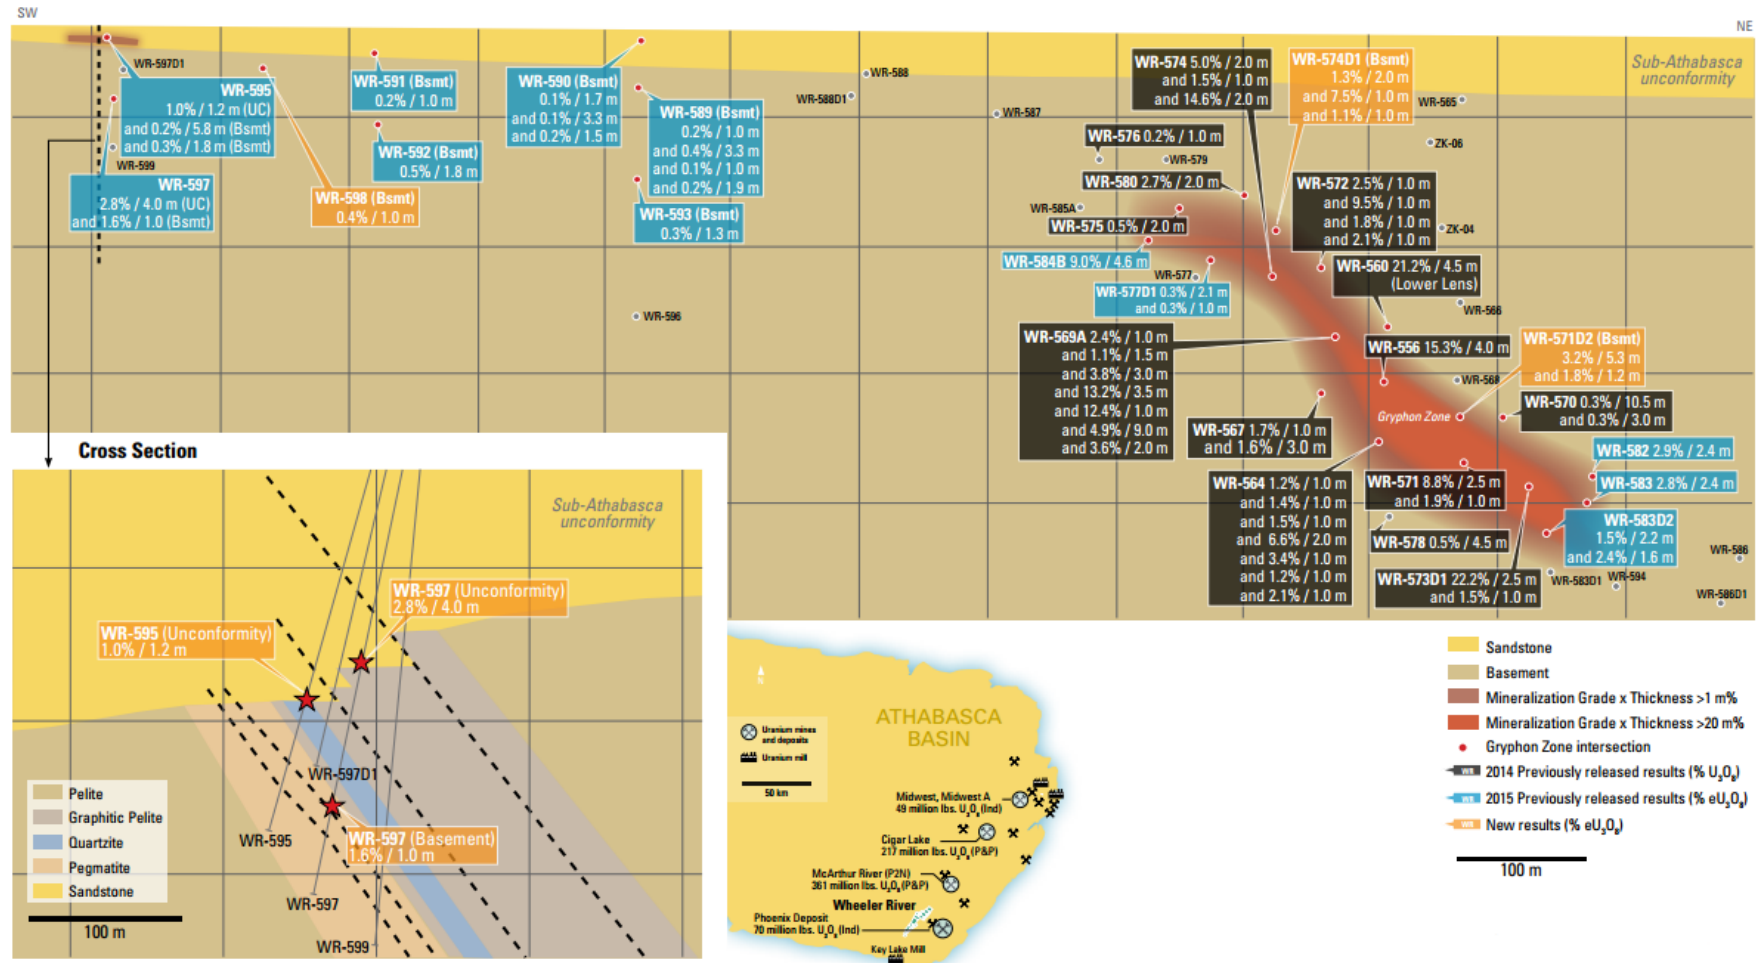 SW
NE
Sub-Athabasca
unconformity
WR-597D1
WR-595
1.0% / 1.2 m (UC)
and 0.2% / 5.8 m (Bsmt)
and 0.3% / 1.8 m (Bsmt)
WR-599
WR-597
2.8% / 4.0 m (UC)
and 1.6% / 1.0 (Bsmt)
WR-598 (Bsmt)
0.4% / 1.0 m
WR-591 (Bsmt)
0.2% / 1.0 m
WR-592 (Bsmt)
0.5% / 1.8 m
WR-590 (Bsmt)
0.1% / 1.7 m
and 0.1% / 3.3 m
and 0.2% / 1.5 m
WR-589 (Bsmt)
0.2% / 1.0 m
and 0.4% / 3.3 m
and 0.1% / 1.0 m
and 0.2% / 1.9 m
WR-593 (Bsmt)
0.3% / 1.3 m
WR-596
WR-588
WR-588D1
WR-587
WR-574 5.0% / 2.0 m
and 1.5% / 1.0 m
and 14.6% / 2.0 m
WR-574D1 (Bsmt)
1.3% / 2.0 m
and 7.5% / 1.0 m
and 1.1% / 1.0 m
WR-565
ZK-06
WR-576 0.2% / 1.0 m
WR-579
WR-580 2.7% / 2.0 m
WR-572 2.5% / 1.0 m
and 9.5% / 1.0 m
and 1.8% / 1.0 m
and 2.1% / 1.0 m
WR-585A
WR-575 0.5% / 2.0 m
ZK-04
WR-584B 9.0% / 4.6 m
WR-577
WR-577D1 0.3% / 2.1 m
and 0.3% / 1.0 m
WR-560 21.2% / 4.5 m
(Lower Lens)
WR-566
WR-569A 2.4% / 1.0 m
and 1.1% / 1.5 m
and 3.8% / 3.0 m
and 13.2% / 3.5 m
and 12.4% / 1.0 m
and 4.9% / 9.0 m
and 3.6% / 2.0 m
WR-556 15.3% / 4.0 m
WR-571D2 (Bsmt)
3.2% / 5.3 m
and 1.8% / 1.2 m
WR-568
Gryphon Zone
WR-570 0.3% / 10.5 m
and 0.3% / 3.0 m
WR-567 1.7% / 1.0 m
and 1.6% / 3.0 m
WR-582 2.9% / 2.4 m
WR-583 2.8% / 2.4 m
WR-564 1.2% / 1.0 m
and 1.4% / 1.0 m
and 1.5% / 1.0 m
and 6.6% / 2.0 m
and 3.4% / 1.0 m
and 1.2% / 1.0 m
and 2.1% / 1.0 m
WR-571 8.8% / 2.5 m
and 1.9% / 1.0 m
WR-578 0.5% / 4.5 m
WR-583D2
1.5% / 2.2 m
and 2.4% / 1.6 m
WR-573D1 22.2% / 2.5 m
and 1.5% / 1.0 m
WR-583D1
WR-594
WR-586
WR-586D1
Cross Section
Sub-Athabasca
unconformity
WR-597 (Unconformity)
2.8% / 4.0 m
WR-595 (Unconformity)
1.0% / 1.2 m
WR-597D1
WR-595
WR-597 (Basement)
1.6% / 1.0 m
WR-597
WR-599
Pelite
Graphitic Pelite
Quartzite
Pegmatite
Sandstone
100 m
N
ATHABASCA
BASIN
Uranium mines
and deposits
Uranium mill
50 km
Midwest, Midwest A
49 million lbs. U₃O₈ (Ind)
Cigar Lake
217 million lbs. U₃O₈ (P&P)
McArthur River (P2N)
361 million lbs. U₃O₈ (P&P)
Wheeler River
Phoenix Deposit
70 million lbs. U₃O₈ (Ind)
Key Lake Mill
Sandstone
Basement
Mineralization Grade x Thickness >1 m%
Mineralization Grade x Thickness >20 m%
Gryphon Zone intersection
WR 2014 Previously released results (% U₃O₈)
WR 2015 Previously released results (% eU₃O₈)
WR New results (% eU₃O₈)
100 m